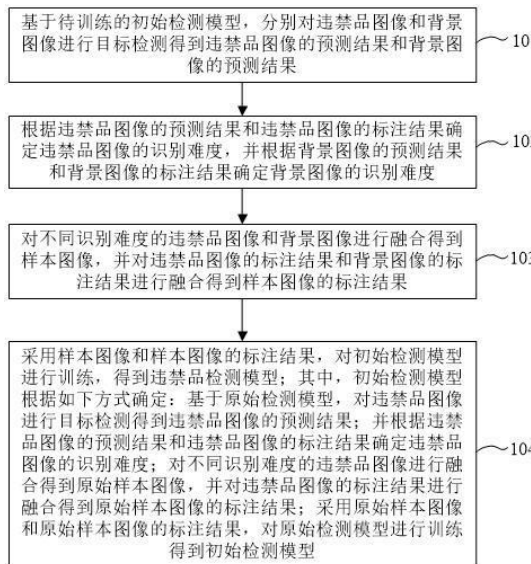 基于待训练的初始检测模型，分别对违禁品图像和背景
图像进行目标检测得到违禁品图像的预测结果和背景图
像的预测结果
根据违禁品图像的预测结果和违禁品图像的标注结果确
定违禁品图像的识别难度，并根据背景图像的预测结果
和背景图像的标注结果确定背景图像的识别难度
对不同识别难度的违禁品图像和背景图像进行融合得到
样本图像，并对违禁品图像的标注结果和背景图像的标
注结果进行融合得到样本图像的标注结果
103
采用样本图像和样本图像的标注结果，对初始检测模型
进行训练，得到违禁品检测模型；其中，初始检测模型
根据如下方式确定：基于原始检测模型，对违禁品图像
进行目标检测得到违禁品图像的预测结果；并根据违禁
品图像的预测结果和违禁品图像的标注结果确定违禁品
图像的识别难度；对不同识别难度的违禁品图像进行融
合得到原始样本图像，并对违禁品图像的标注结果进行
融合得到原始样本图像的标注结果；采用原始样本图像
和原始样本图像的标注结果，对原始检测模型进行训练
得到初始检测模型
104